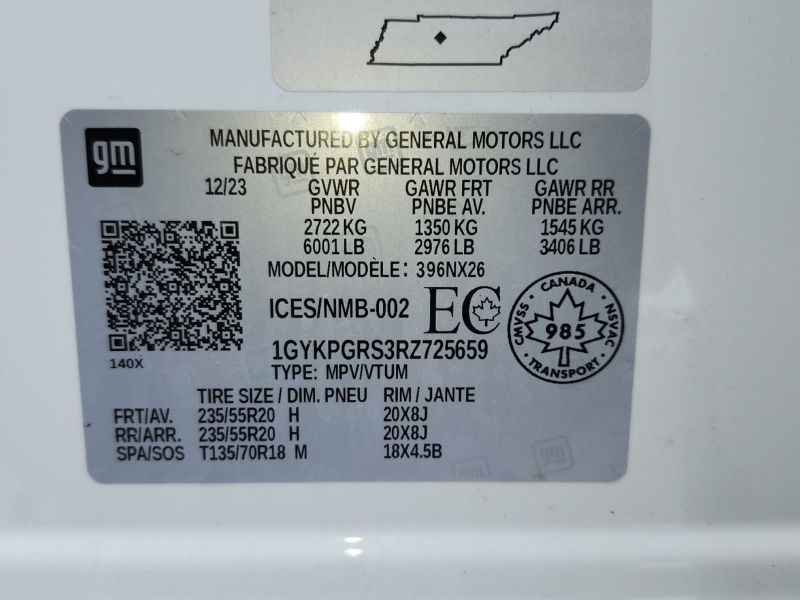 gm
MANUFACTURED BY GENERAL MOTORS LLC
FABRIQUÉ PAR GENERAL MOTORS LLC
12/23 GVWR GAWR FRT GAWR RR
PNBV PNBE AV. PNBE ARR.
2722 KG 1350 KG 1545 KG
6001 LB 2976 LB 3406 LB
MODEL/MODÈLE: 396NX26
ICES/NMB-002 EC
CANADA
CMVSS 985 NSVAC
TRANSPORT
1GYKPGRS3RZ725659
140X
TYPE: MPV/VTUM
TIRE SIZE / DIM. PNEU RIM / JANTE
FRT/AV. 235/55R20 H 20X8J
RR/ARR. 235/55R20 H 20X8J
SPA/SOS T135/70R18 M 18X4.5B